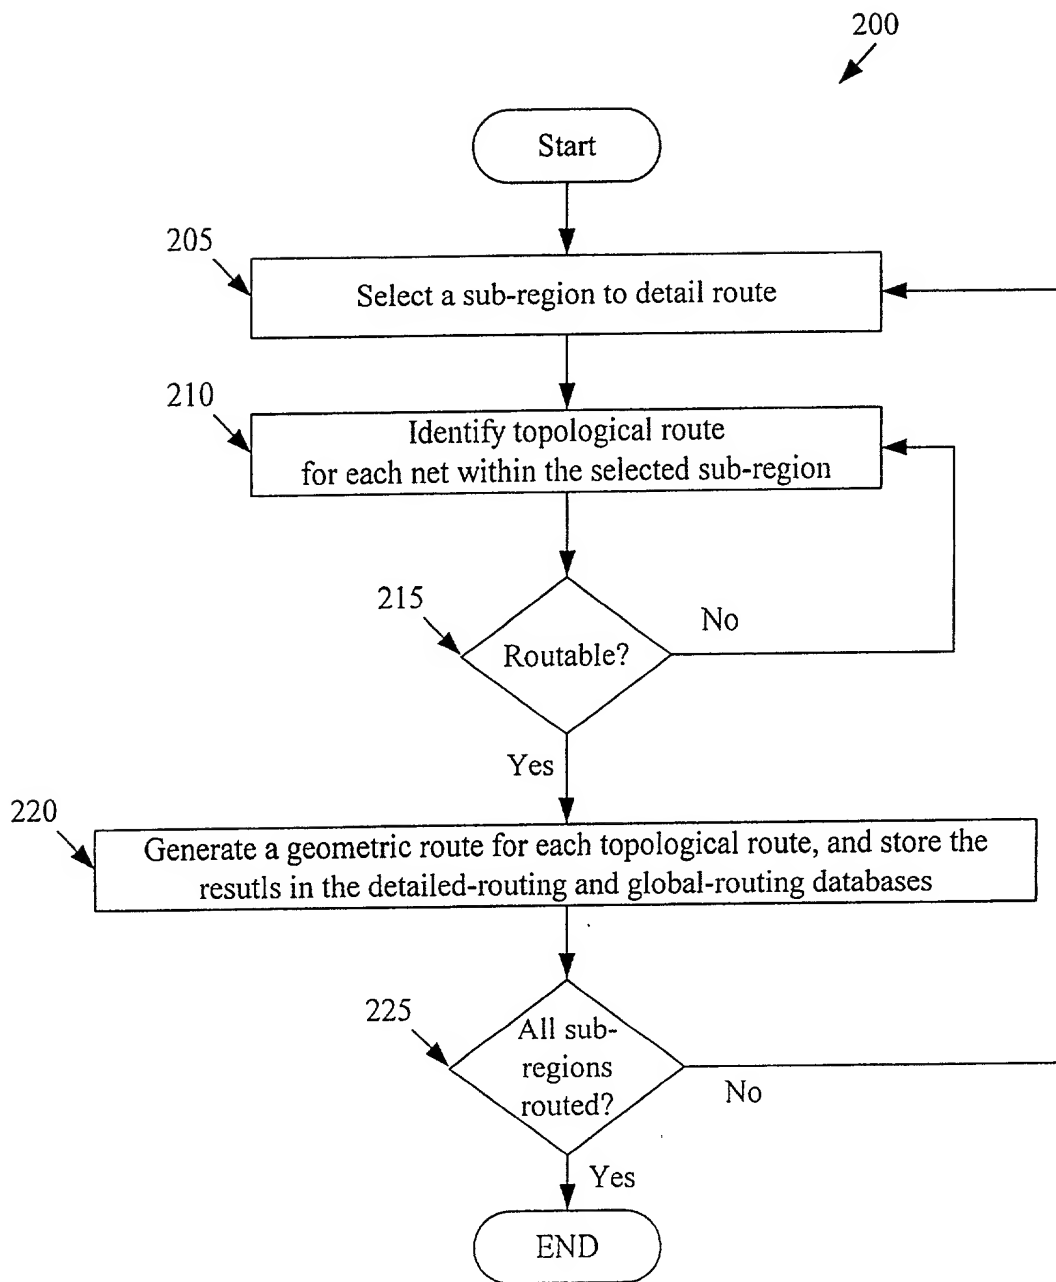 200
Start
205
Select a sub-region to detail route
210
Identify topological route
for each net within the selected sub-region
215
Routable?
No
Yes
220
Generate a geometric route for each topological route, and store the
resutls in the detailed-routing and global-routing databases
225
All sub-
regions
routed?
No
Yes
END